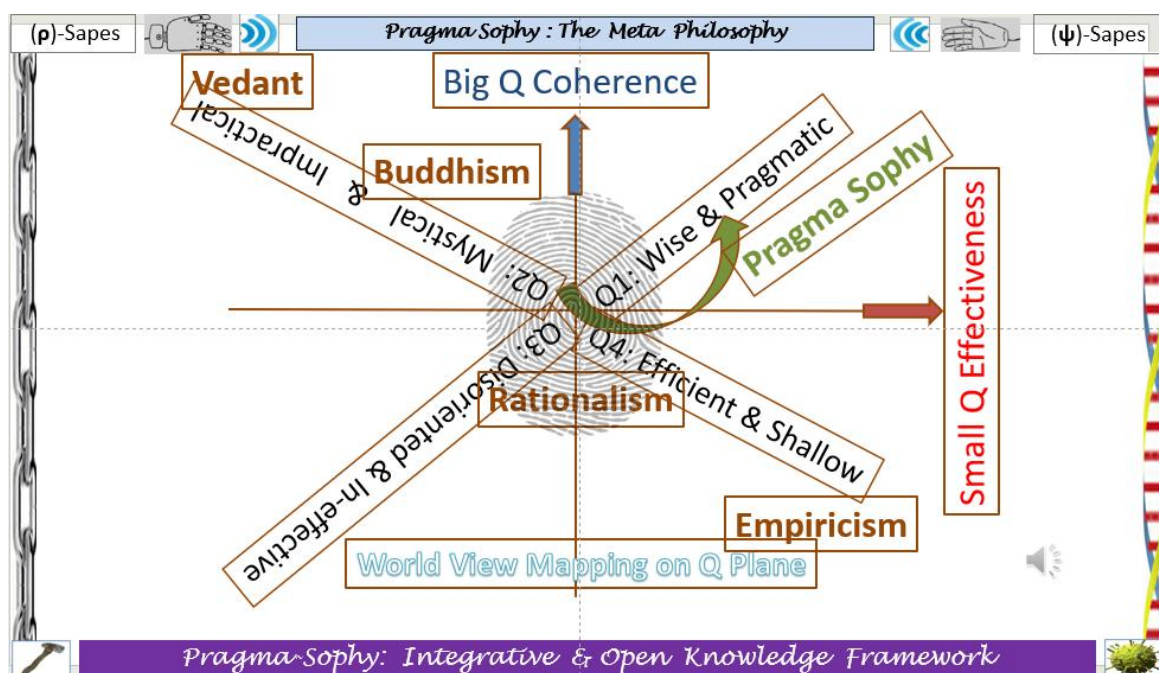 (ρ)-Sapes
Pragma Sophy : The Meta Philosophy
(Ψ)-Sapes
Vedant
Big Q Coherence
Buddhism
Q2: Mystical & Impractical
Q1: Wise & Pragmatic
Pragma Sophy
Small Q Effectiveness
Q3: Disoriented & In-effective
Q4: Efficient & Shallow
Rationalism
Empiricism
World View Mapping on Q Plane
Pragma-Sophy: Integrative & Open Knowledge Framework